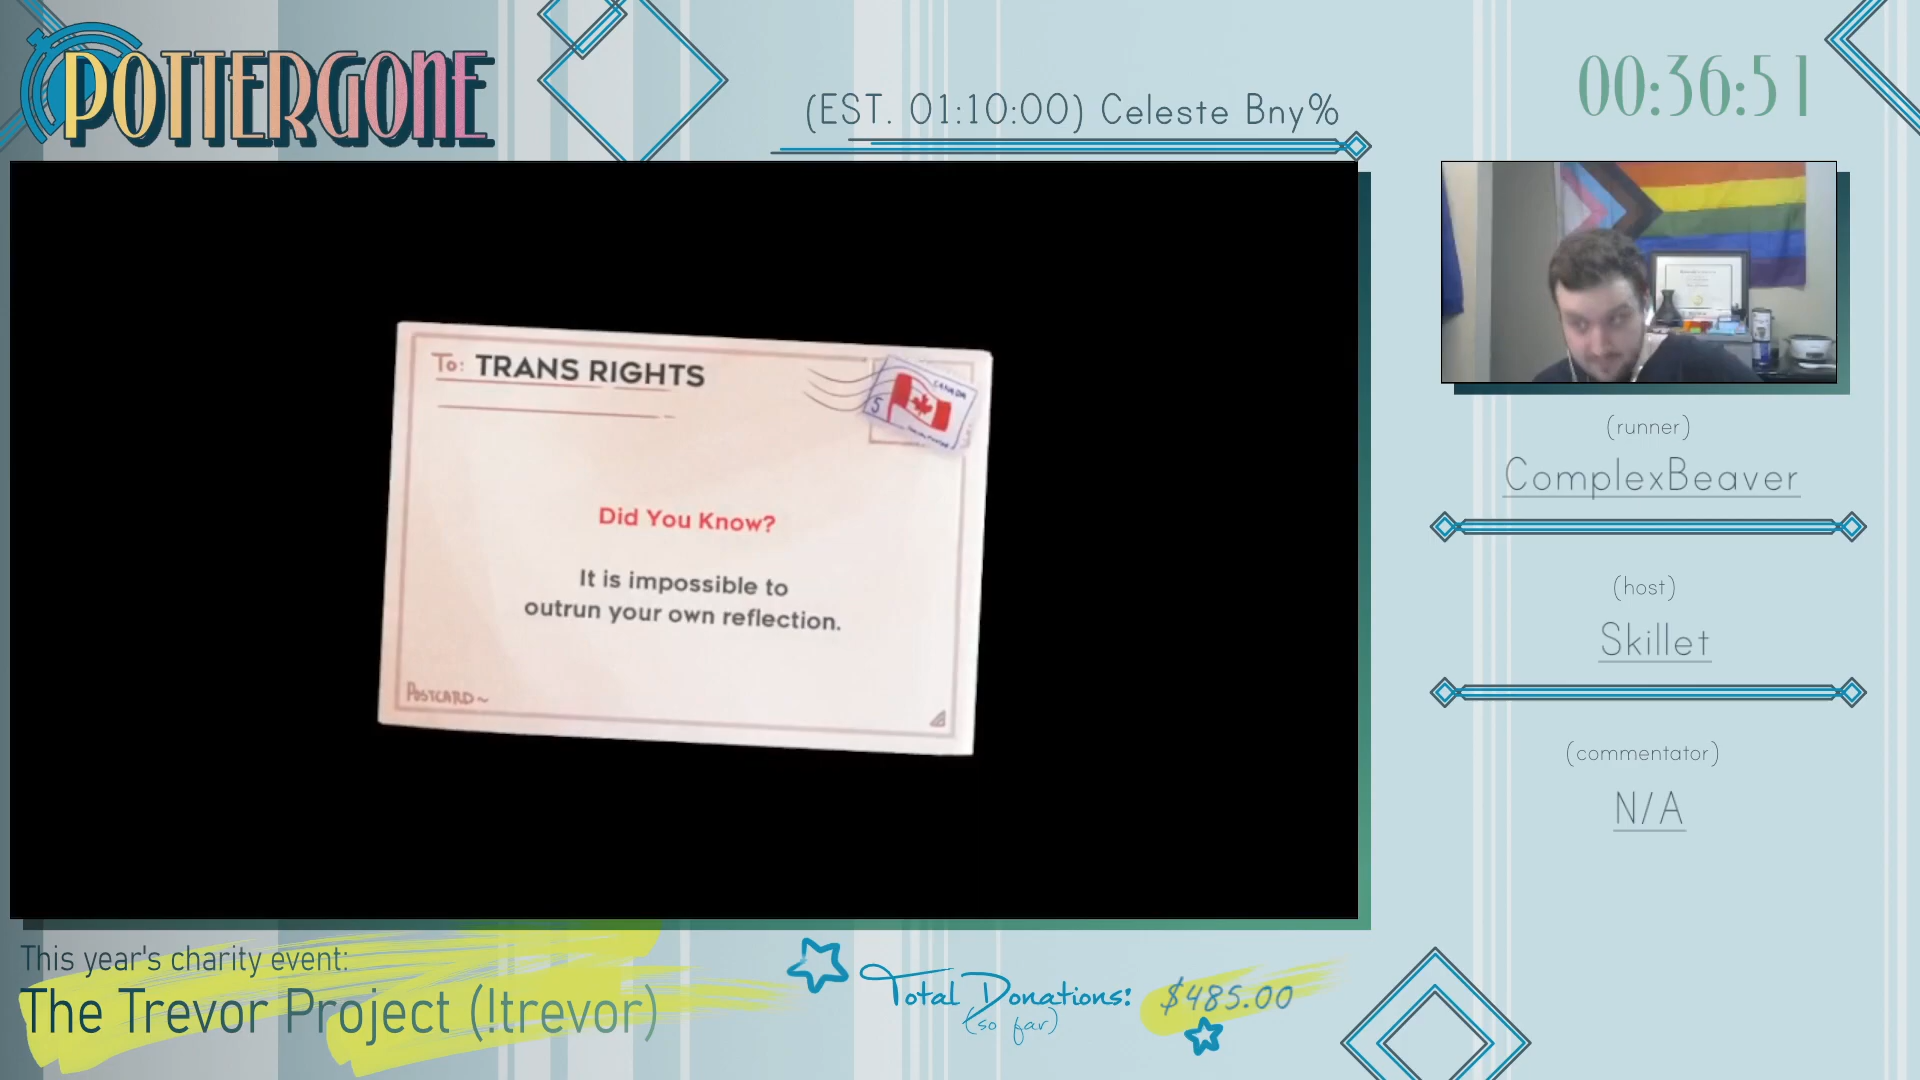 POTTERGONE
(EST. 01:10:00) Celeste Bny%
00:36:51
To: TRANS RIGHTS
CANADA
5
Did You Know?
It is impossible to
outrun your own reflection.
POSTCARD~
(runner)
ComplexBeaver
(host)
Skillet
(commentator)
N/A
This year's charity event:
The Trevor Project (!trevor)
Total Donations:
(so far)
$485.00